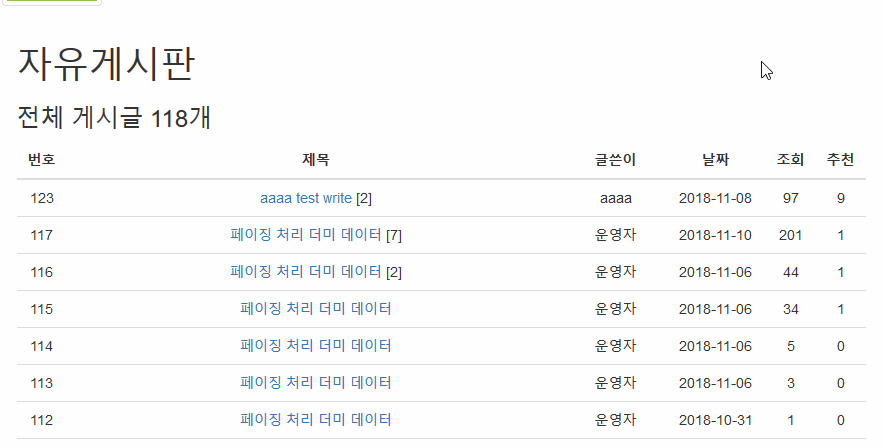 자유게시판
전체 게시글 118개
번호 제목 글쓴이 날짜 조회 추천
123 aaaa test write [2] aaaa 2018-11-08 97 9
117 페이징 처리 더미 데이터 [7] 운영자 2018-11-10 201 1
116 페이징 처리 더미 데이터 [2] 운영자 2018-11-06 44 1
115 페이징 처리 더미 데이터 운영자 2018-11-06 34 1
114 페이징 처리 더미 데이터 운영자 2018-11-06 5 0
113 페이징 처리 더미 데이터 운영자 2018-11-06 3 0
112 페이징 처리 더미 데이터 운영자 2018-10-31 1 0